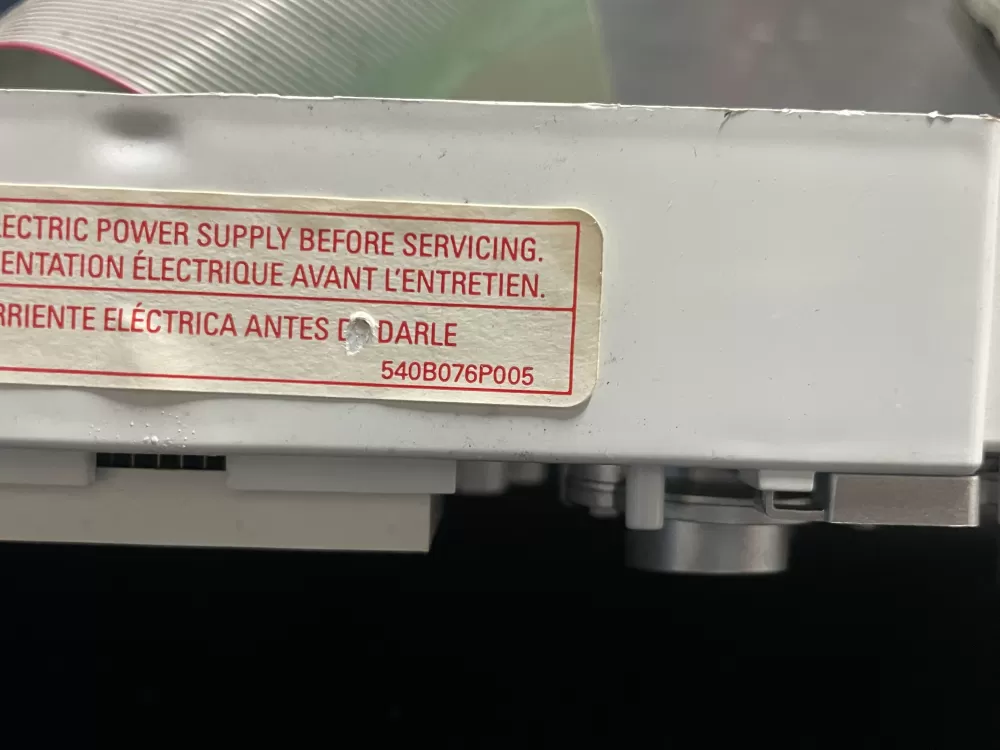 ELECTRIC POWER SUPPLY BEFORE SERVICING.
ENTATION ÉLECTRIQUE AVANT L'ENTRETIEN.
RRIENTE ELÉCTRICA ANTES DARLE
540B076P005